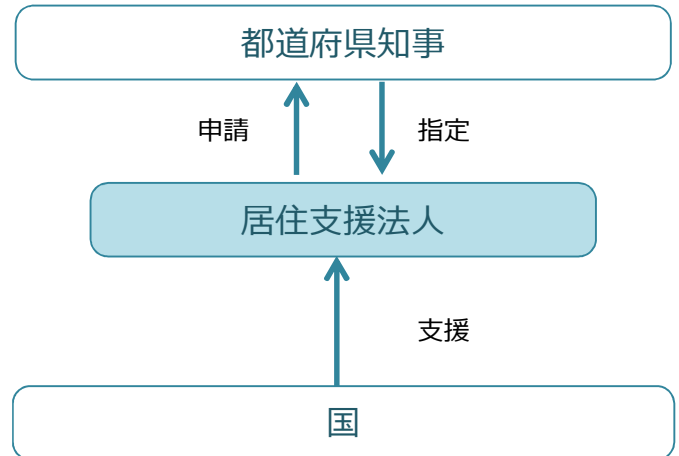 都道府県知事
申請
指定
居住支援法人
支援
国